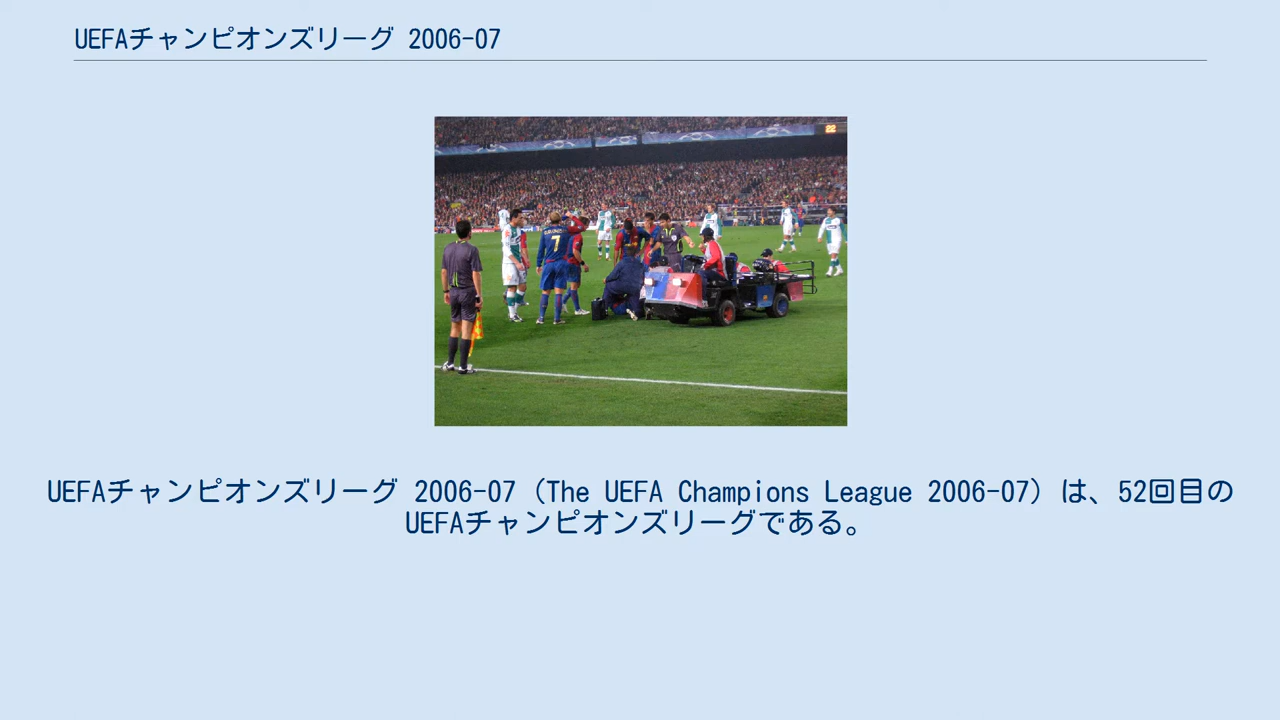 UEFAチャンピオンズリーグ 2006-07
22
7
UEFAチャンピオンズリーグ 2006-07（The UEFA Champions League 2006-07）は、52回目の
UEFAチャンピオンズリーグである。